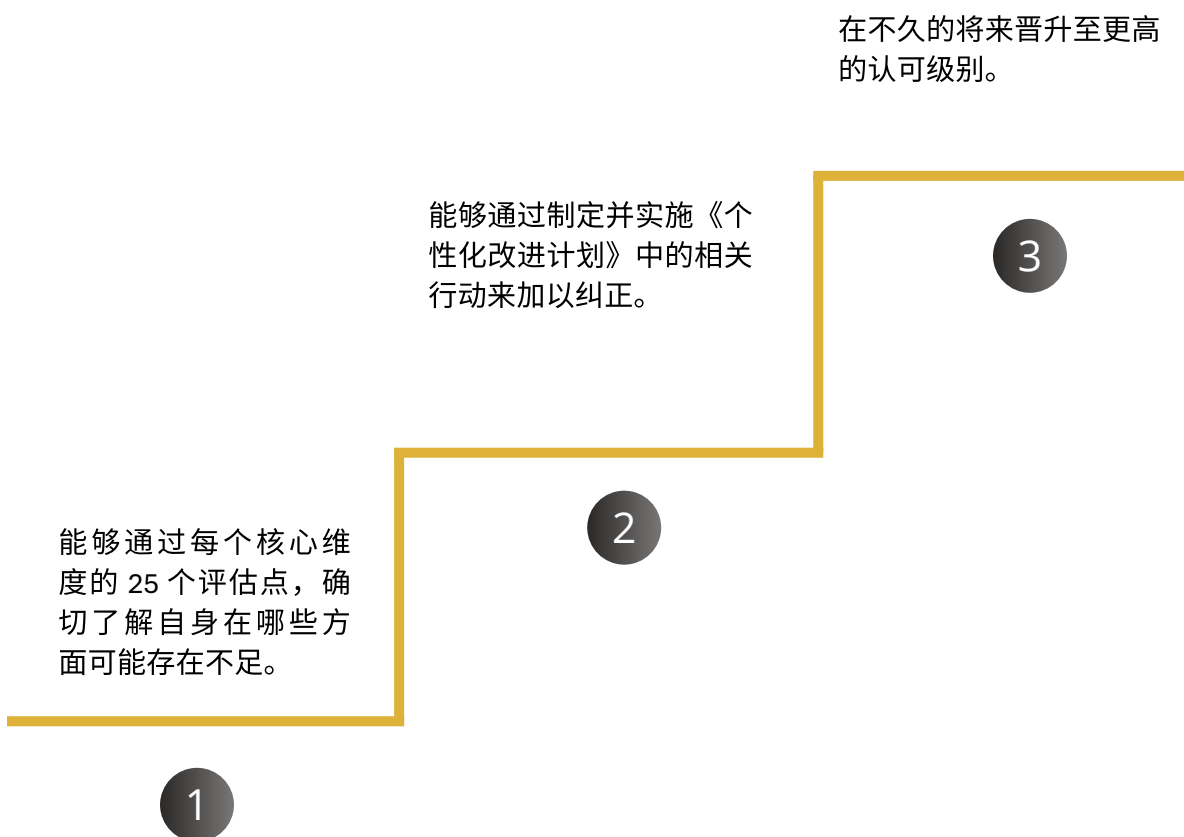 在不久的将来晋升至更高
的认可级别。
能够通过制定并实施《个
性化改进计划》中的相关
行动来加以纠正。
3
2
能够通过每个核心维
度的 25 个评估点，确
切了解自身在哪些方
面可能存在不足。
1